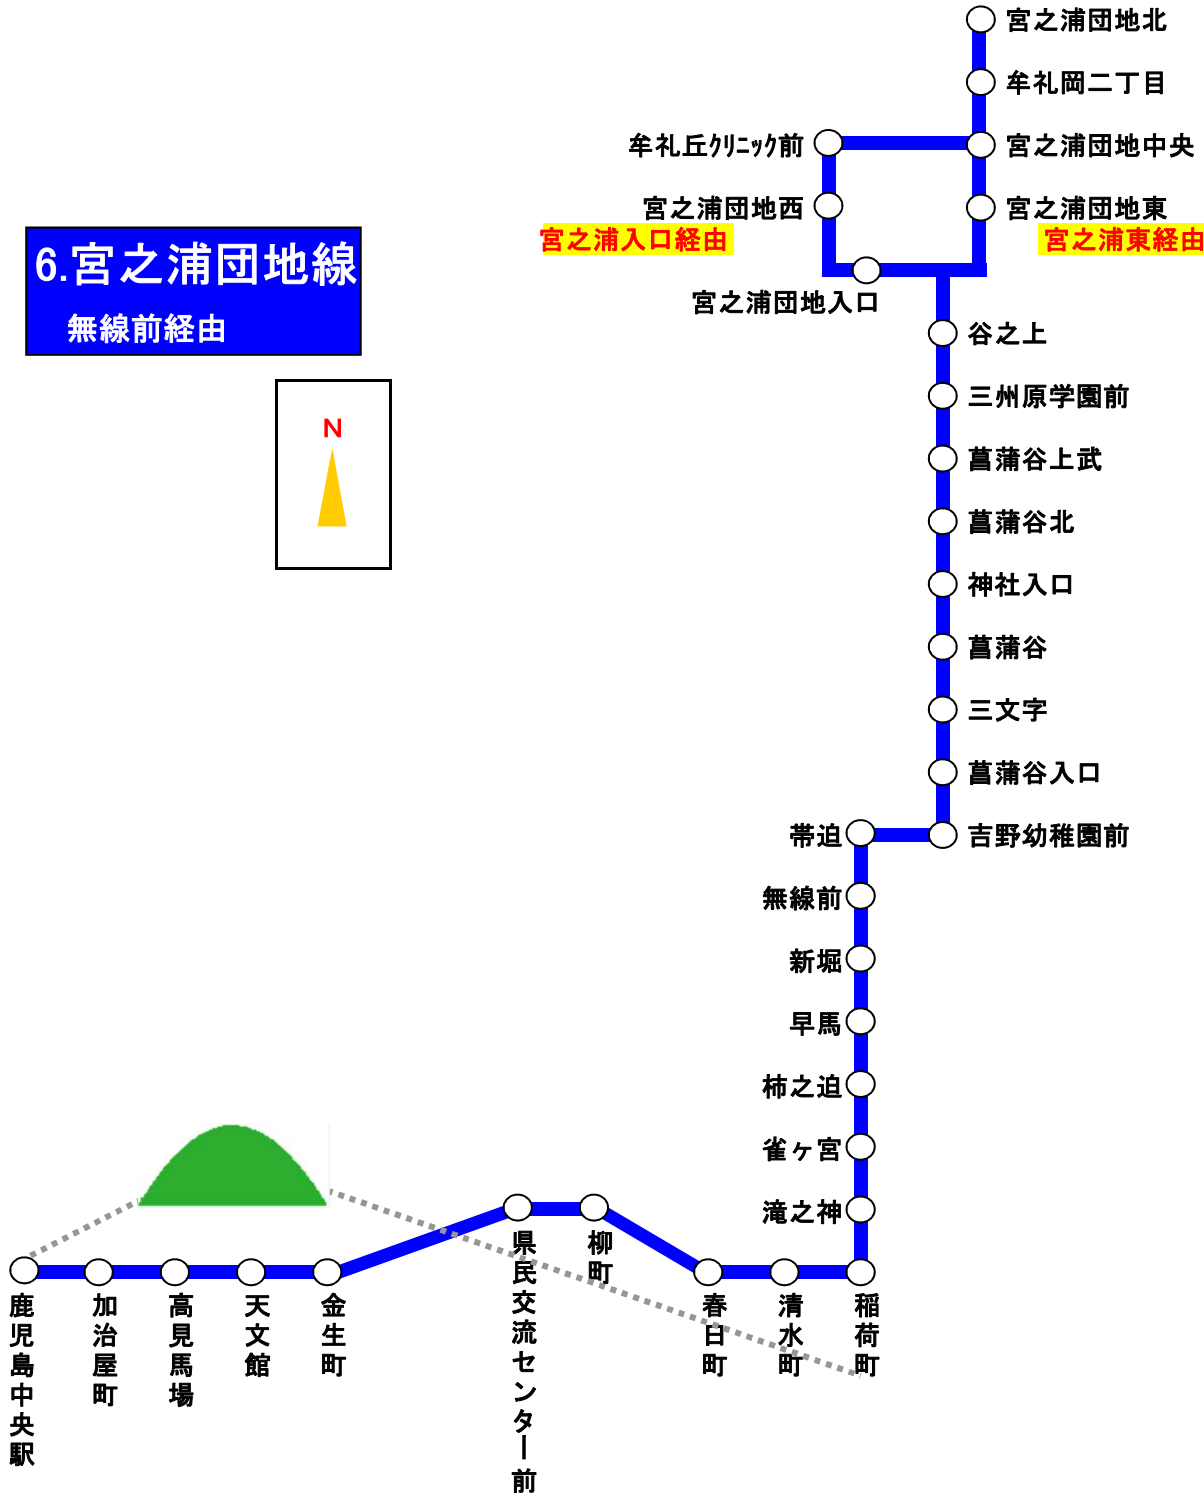 宮之浦団地北
牟礼岡二丁目
牟礼丘クリニック前
宮之浦団地中央
宮之浦団地西
宮之浦団地東
宮之浦入口経由
宮之浦東経由
6.宮之浦団地線
無線前経由
宮之浦団地入口
谷之上
三州原学園前
N
菖蒲谷上武
菖蒲谷北
神社入口
菖蒲谷
三文字
菖蒲谷入口
帯迫
吉野幼稚園前
無線前
新堀
早馬
柿之迫
雀ヶ宮
滝之神
鹿児島中央駅
加治屋町
高見馬場
天文館
金生町
県民交流センター前
柳町
春日町
清水町
稲荷町